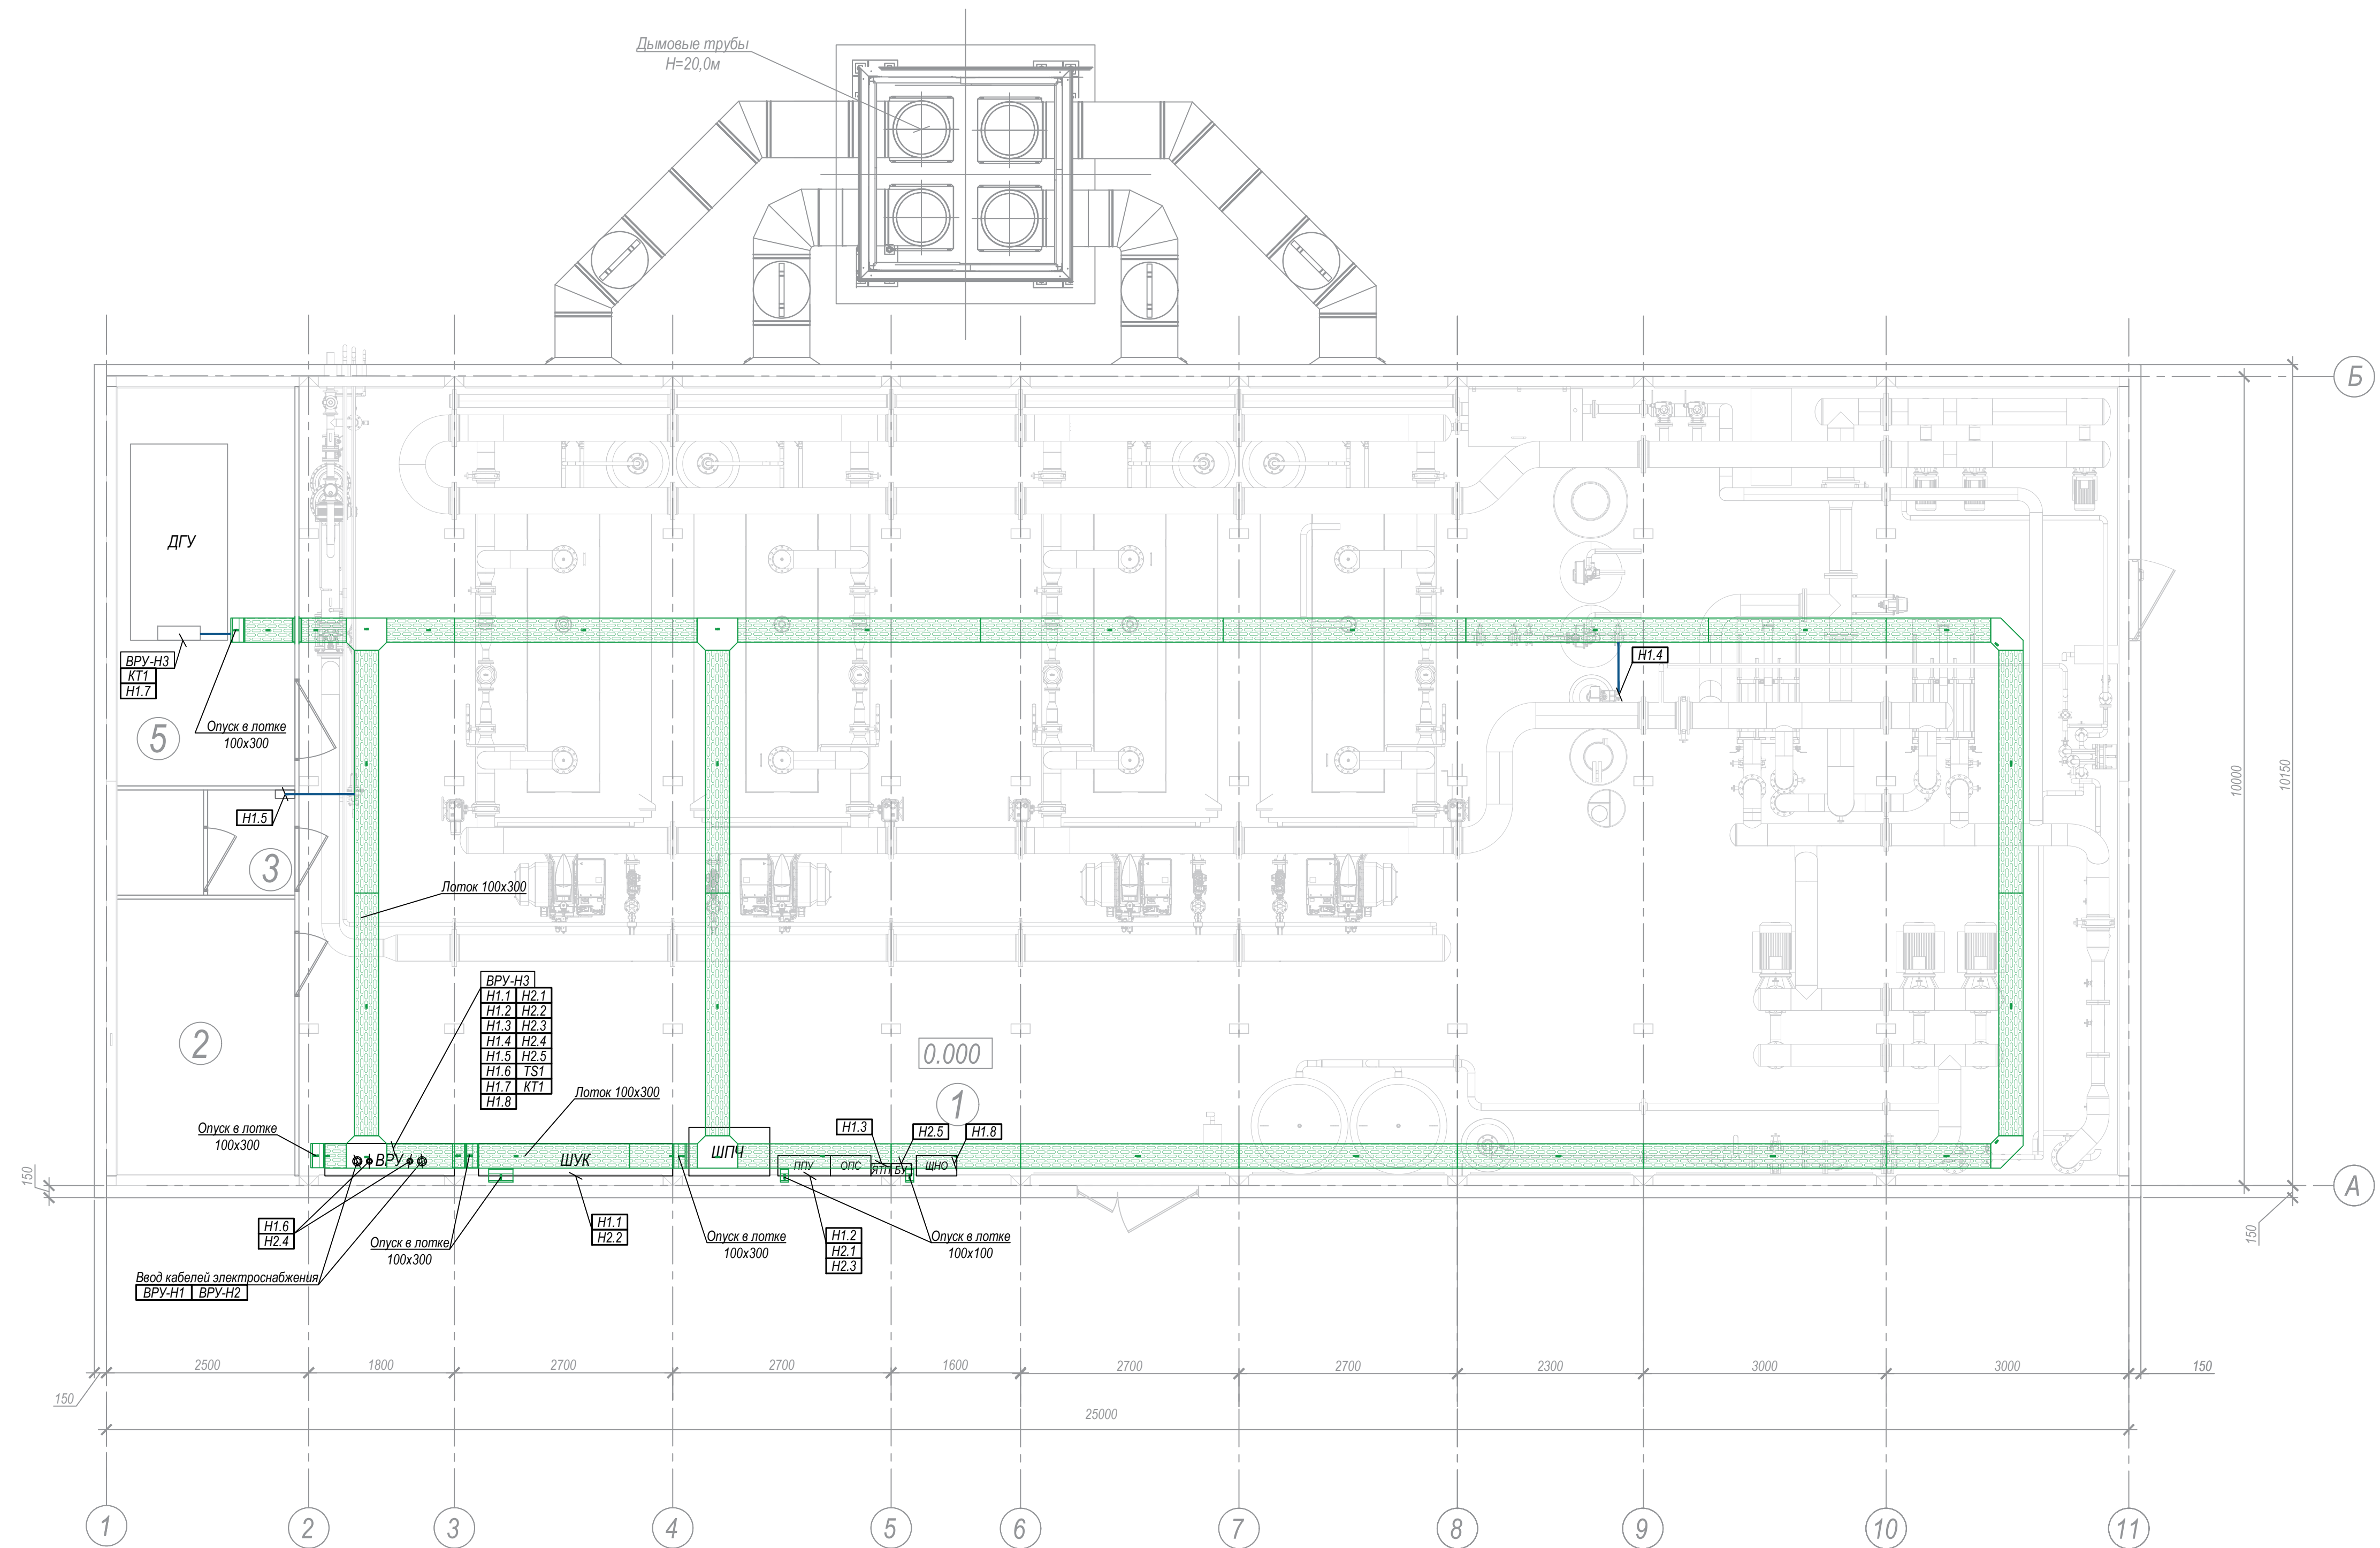 Дымовые трубы
Н=20,0м
Б
ДГУ
ВРУ-Н3
КТ1
Н1.7
Н1.4
Опуск в лотке
100х300
5
10000
10150
Н1.5
3
Лоток 100х300
ВРУ-Н3
Н1.1 Н2.1
Н1.2 Н2.2
Н1.3 Н2.3
Н1.4 Н2.4
Н1.5 Н2.5
Н1.6 TS1
Н1.7 КТ1
Н1.8
2
0.000
1
Лоток 100х300
Опуск в лотке
100х300
Н1.3
Н2.5
Н1.8
ВРУ
ШУК
ШПЧ
ППУ
ОПС
ЯТП
БУ
ЩНО
150
А
Н1.6
Н2.4
Опуск в лотке
100х300
Н1.1
Н2.2
Опуск в лотке
100х300
Н1.2
Н2.1
Н2.3
Опуск в лотке
100х100
150
Ввод кабелей электроснабжения
ВРУ-Н1 ВРУ-Н2
2500 1800 2700 2700 1600 2700 2700 2300 3000 3000 150
150
25000
1 2 3 4 5 6 7 8 9 10 11